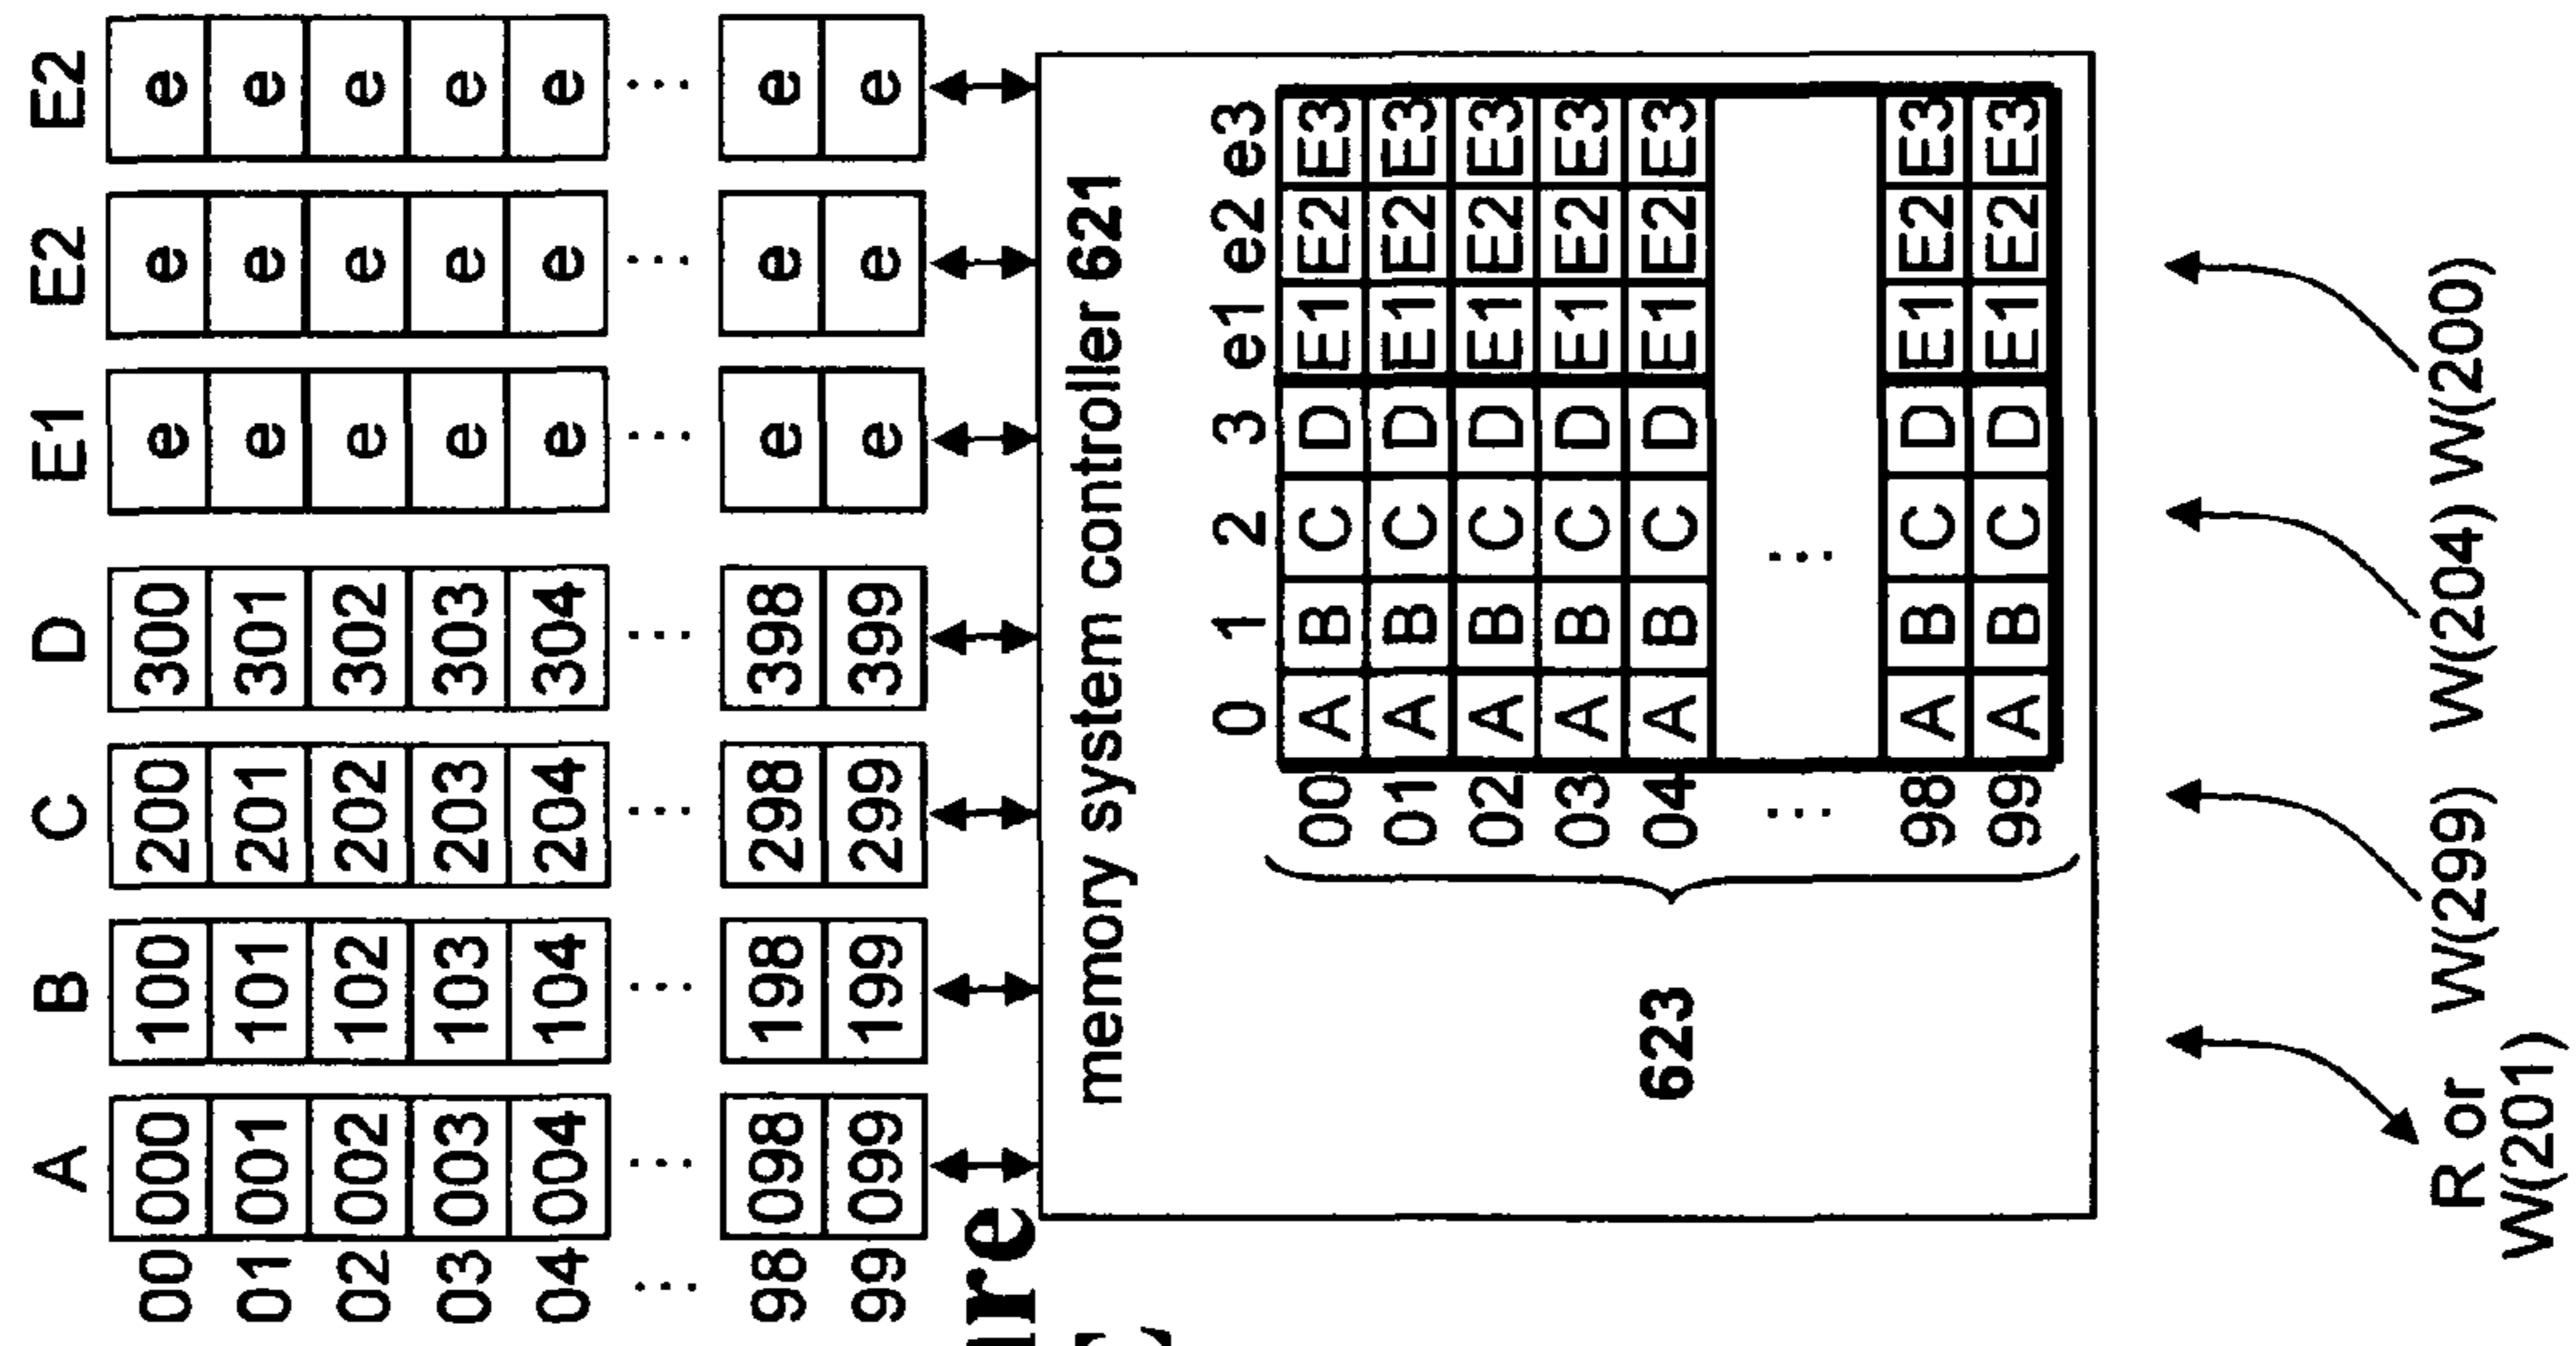 A B C D E1 E2 E2
00 000 100 200 300 e e e
01 001 101 201 301 e e e
02 002 102 202 302 e e e
03 003 103 203 303 e e e
04 004 104 204 304 e e e
... ... ... ... ... ... ... ...
98 098 198 298 398 e e e
99 099 199 299 399 e e e
ure
memory system controller 621
0 1 2 3 e1 e2 e3
00 A B C D E1 E2 E3
01 A B C D E1 E2 E3
02 A B C D E1 E2 E3
03 A B C D E1 E2 E3
623
04 A B C D E1 E2 E3
... ...
98 A B C D E1 E2 E3
99 A B C D E1 E2 E3
R or W(299) W(204) W(200)
W(201)